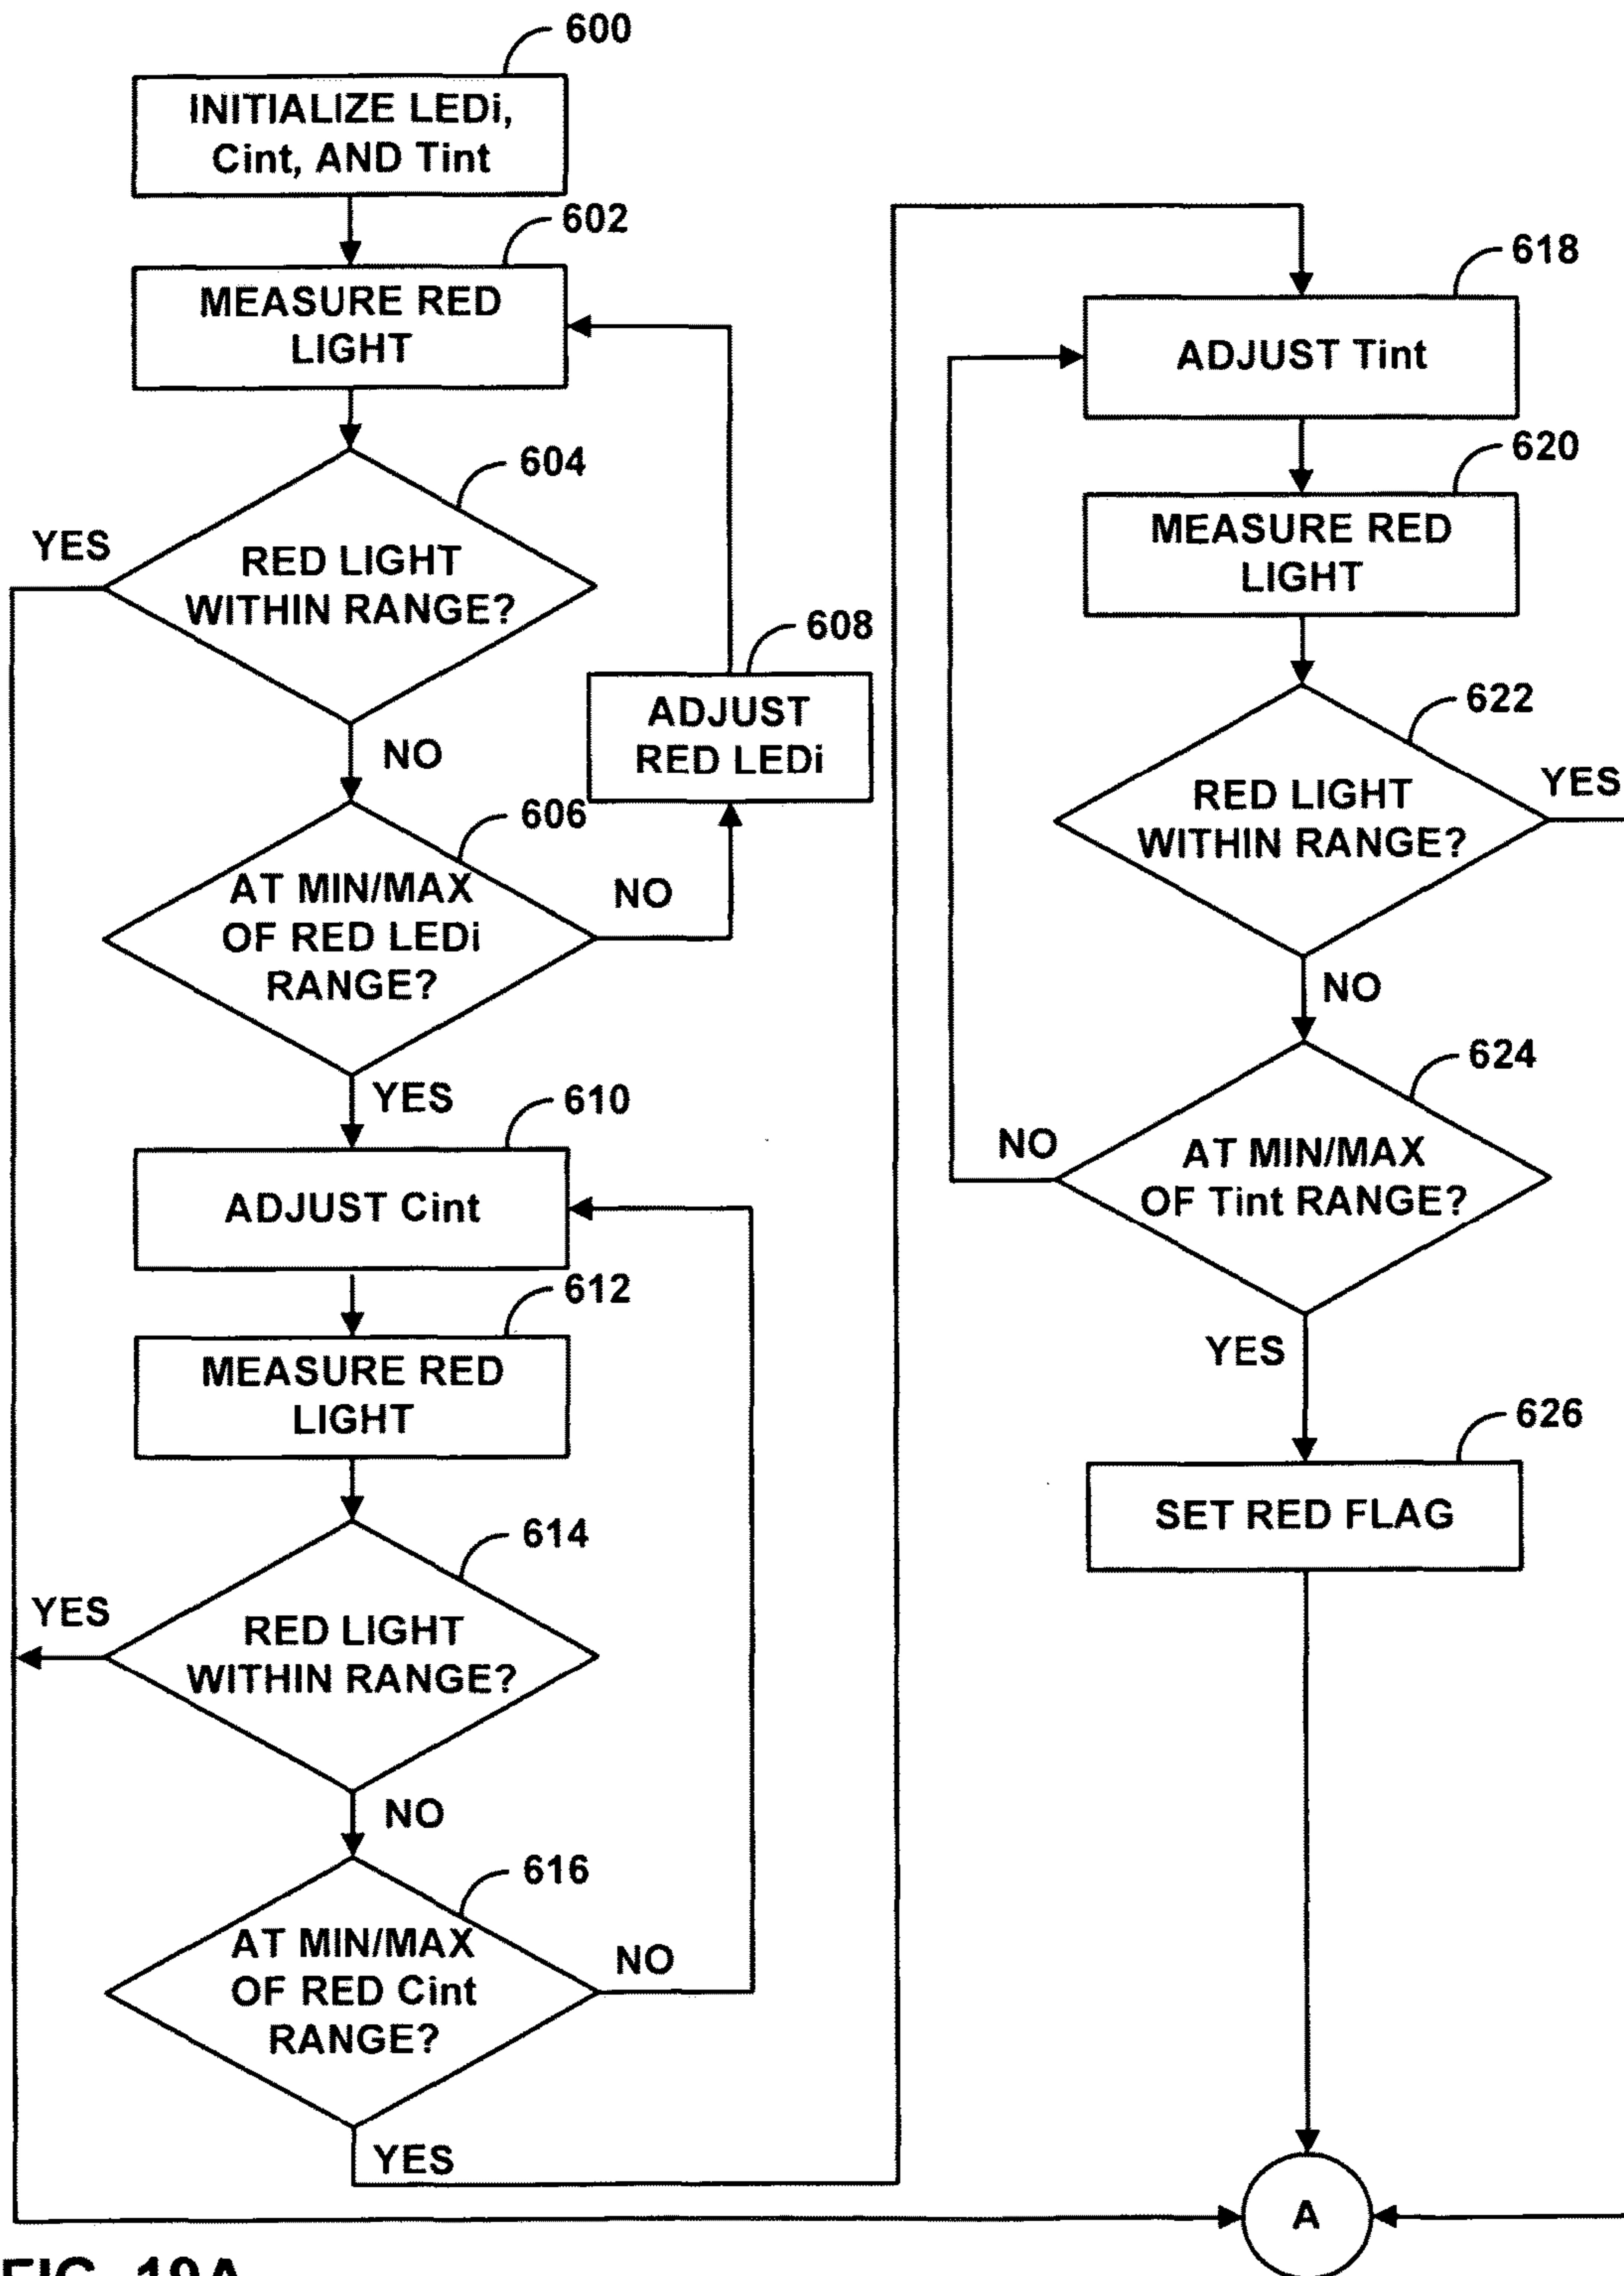 600
INITIALIZE LEDi,
Cint, AND Tint
602
MEASURE RED
LIGHT
604
YES
RED LIGHT
WITHIN RANGE?
NO
608
ADJUST
RED LEDi
606
AT MIN/MAX
OF RED LEDi
RANGE?
NO
YES
610
ADJUST Cint
612
MEASURE RED
LIGHT
614
YES
RED LIGHT
WITHIN RANGE?
NO
616
AT MIN/MAX
OF RED Cint
RANGE?
NO
YES
618
ADJUST Tint
620
MEASURE RED
LIGHT
622
YES
RED LIGHT
WITHIN RANGE?
NO
624
NO
AT MIN/MAX
OF Tint RANGE?
YES
626
SET RED FLAG
A
FIG. 19A